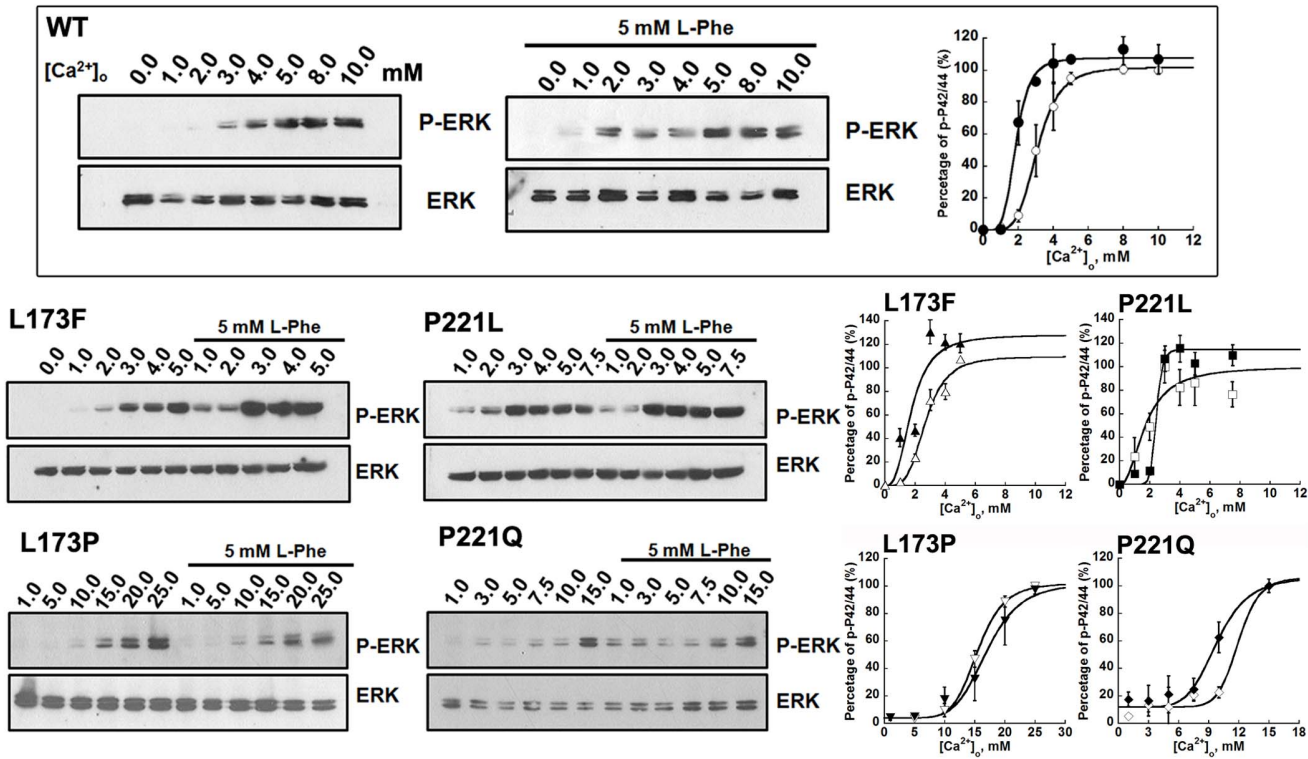 WT
[Ca2+]o 0.0 1.0 2.0 3.0 4.0 5.0 8.0 10.0 mM
P-ERK
ERK
5 mM L-Phe
0.0 1.0 2.0 3.0 4.0 5.0 8.0 10.0
P-ERK
ERK
Percetage of p-P42/44 (%)
120
100
80
60
40
20
0
0 2 4 6 8 10 12
[Ca2+]o, mM
L173F
5 mM L-Phe
0.0 1.0 2.0 3.0 4.0 5.0 1.0 2.0 3.0 4.0 5.0
P-ERK
ERK
P221L
5 mM L-Phe
1.0 2.0 3.0 4.0 5.0 7.5 1.0 2.0 3.0 4.0 5.0 7.5
P-ERK
ERK
L173F
Percetage of p-P42/44 (%)
140
120
100
80
60
40
20
0
0 2 4 6 8 10 12
[Ca2+]o, mM
P221L
Percetage of p-P42/44 (%)
140
120
100
80
60
40
20
0
0 2 4 6 8 10 12
[Ca2+]o, mM
L173P
5 mM L-Phe
1.0 5.0 10.0 15.0 20.0 25.0 1.0 5.0 10.0 15.0 20.0 25.0
P-ERK
ERK
P221Q
5 mM L-Phe
1.0 3.0 5.0 7.5 10.0 15.0 1.0 3.0 5.0 7.5 10.0 15.0
P-ERK
ERK
L173P
Percetage of p-P42/44 (%)
120
100
80
60
40
20
0
0 5 10 15 20 25 30
[Ca2+]o, mM
P221Q
Percetage of p-P42/44 (%)
120
100
80
60
40
20
0
0 3 6 9 12 15 18
[Ca2+]o, mM